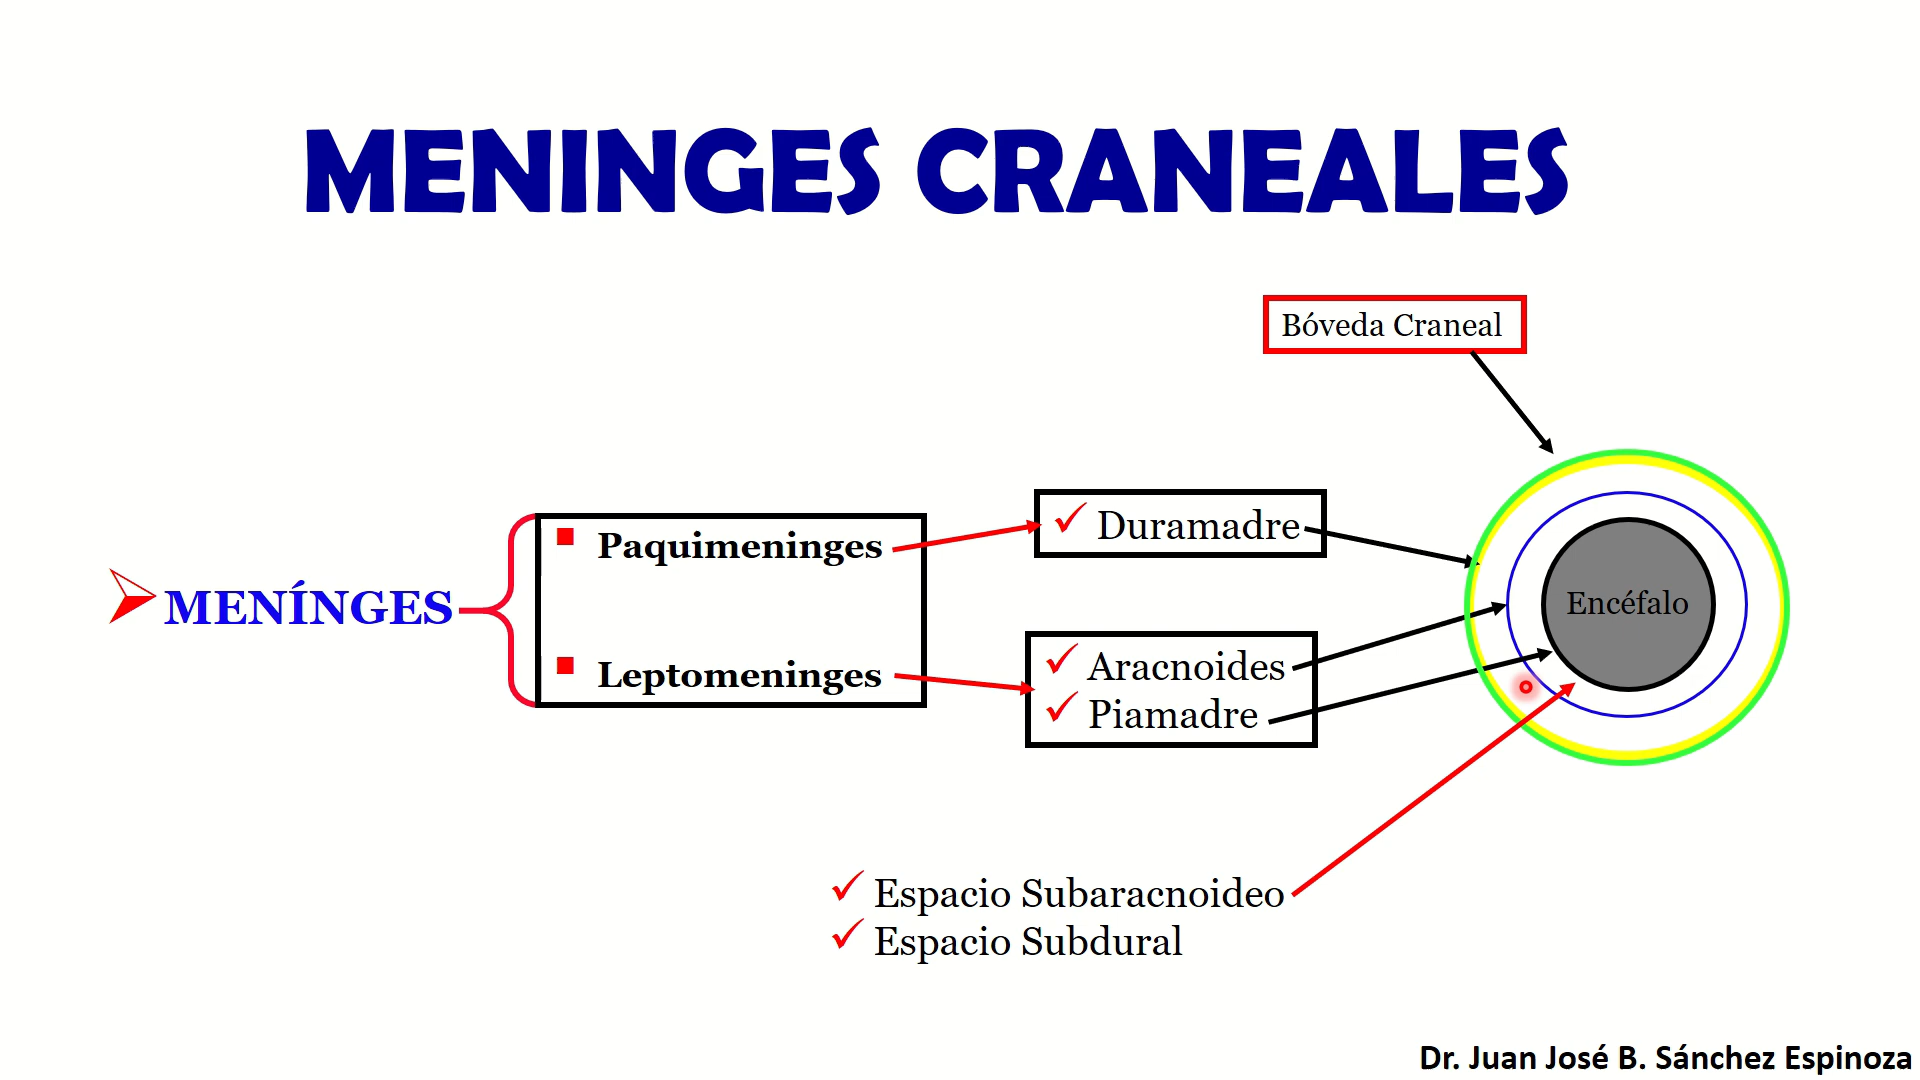 MENINGES CRANEALES
Bóveda Craneal
Duramadre
Paquimeninges
MENÍNGES
Encéfalo
Leptomeninges
Aracnoides
Piamadre
Espacio Subaracnoideo
Espacio Subdural
Dr. Juan José B. Sánchez Espinoza